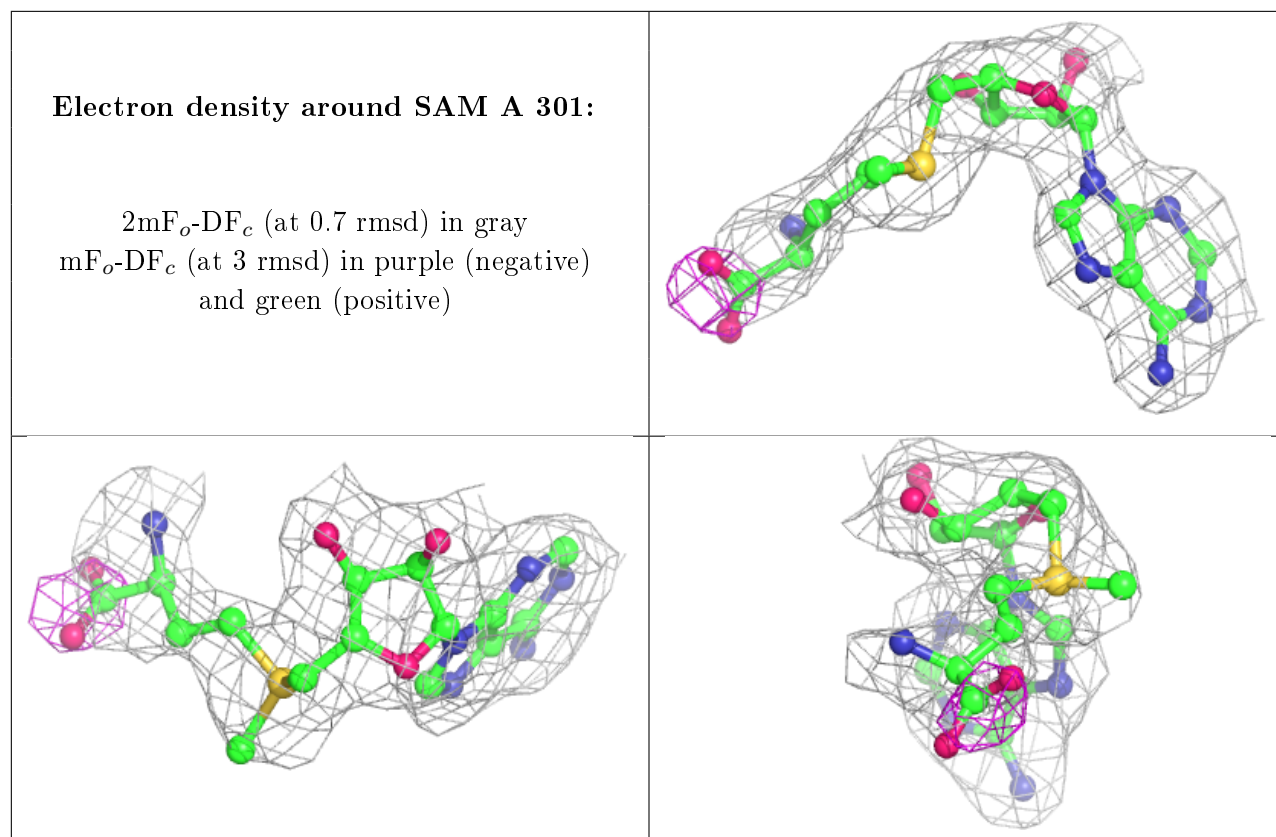 Electron density around SAM A 301:
2mFo-DFc (at 0.7 rmsd) in gray
mFo-DFc (at 3 rmsd) in purple (negative)
and green (positive)